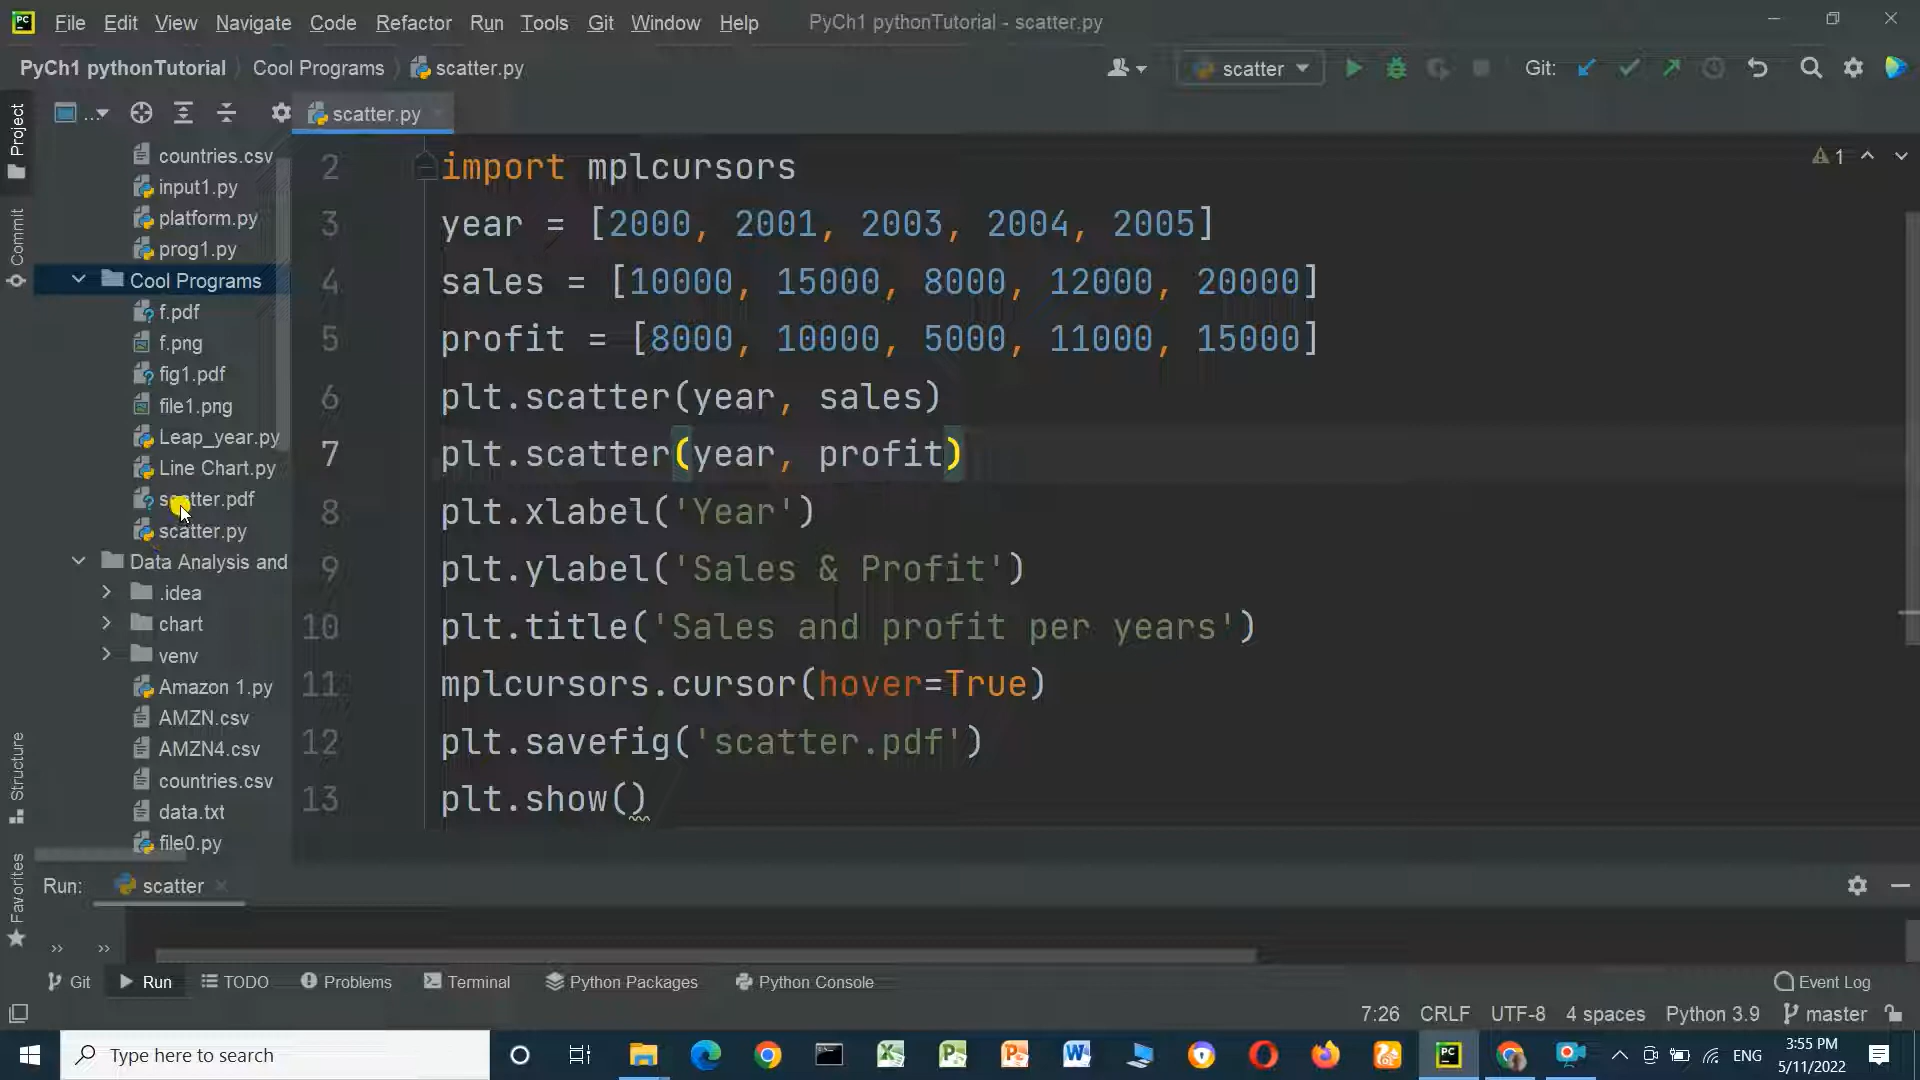 PC File Edit View Navigate Code Refactor Run Tools Git Window Help PyCh1 pythonTutorial - scatter.py
PyCh1 pythonTutorial Cool Programs scatter.py scatter Git:
... scatter.py
Project
Commit
Structure
Favorites
countries.csv
input1.py
platform.py
prog1.py
Cool Programs
f.pdf
f.png
fig1.pdf
file1.png
Leap_year.py
Line Chart.py
scatter.pdf
scatter.py
Data Analysis and
.idea
chart
venv
Amazon 1.py
AMZN.csv
AMZN4.csv
countries.csv
data.txt
file0.py
1
2 import mplcursors
3 year = [2000, 2001, 2003, 2004, 2005]
4 sales = [10000, 15000, 8000, 12000, 20000]
5 profit = [8000, 10000, 5000, 11000, 15000]
6 plt.scatter(year, sales)
7 plt.scatter(year, profit)
8 plt.xlabel('Year')
9 plt.ylabel('Sales & Profit')
10 plt.title('Sales and profit per years')
11 mplcursors.cursor(hover=True)
12 plt.savefig('scatter.pdf')
13 plt.show()
Run: scatter
Git Run TODO Problems Terminal Python Packages Python Console Event Log
7:26 CRLF UTF-8 4 spaces Python 3.9 master
Type here to search ENG 3:55 PM
5/11/2022